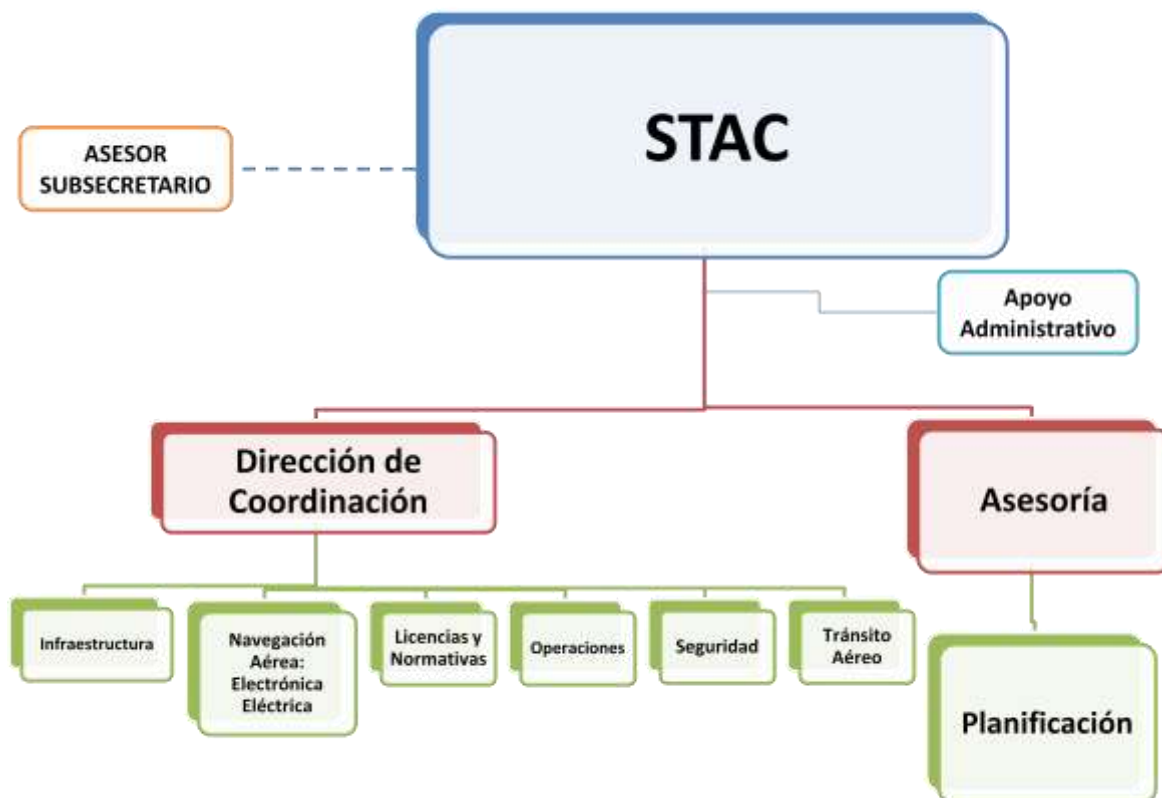 STAC
ASESOR
SUBSECRETARIO
Apoyo
Administrativo
Dirección de
Coordinación
Asesoría
Infraestructura
Navegación
Aérea:
Electrónica
Eléctrica
Licencias y
Normativas
Operaciones
Seguridad
Tránsito
Aéreo
Planificación